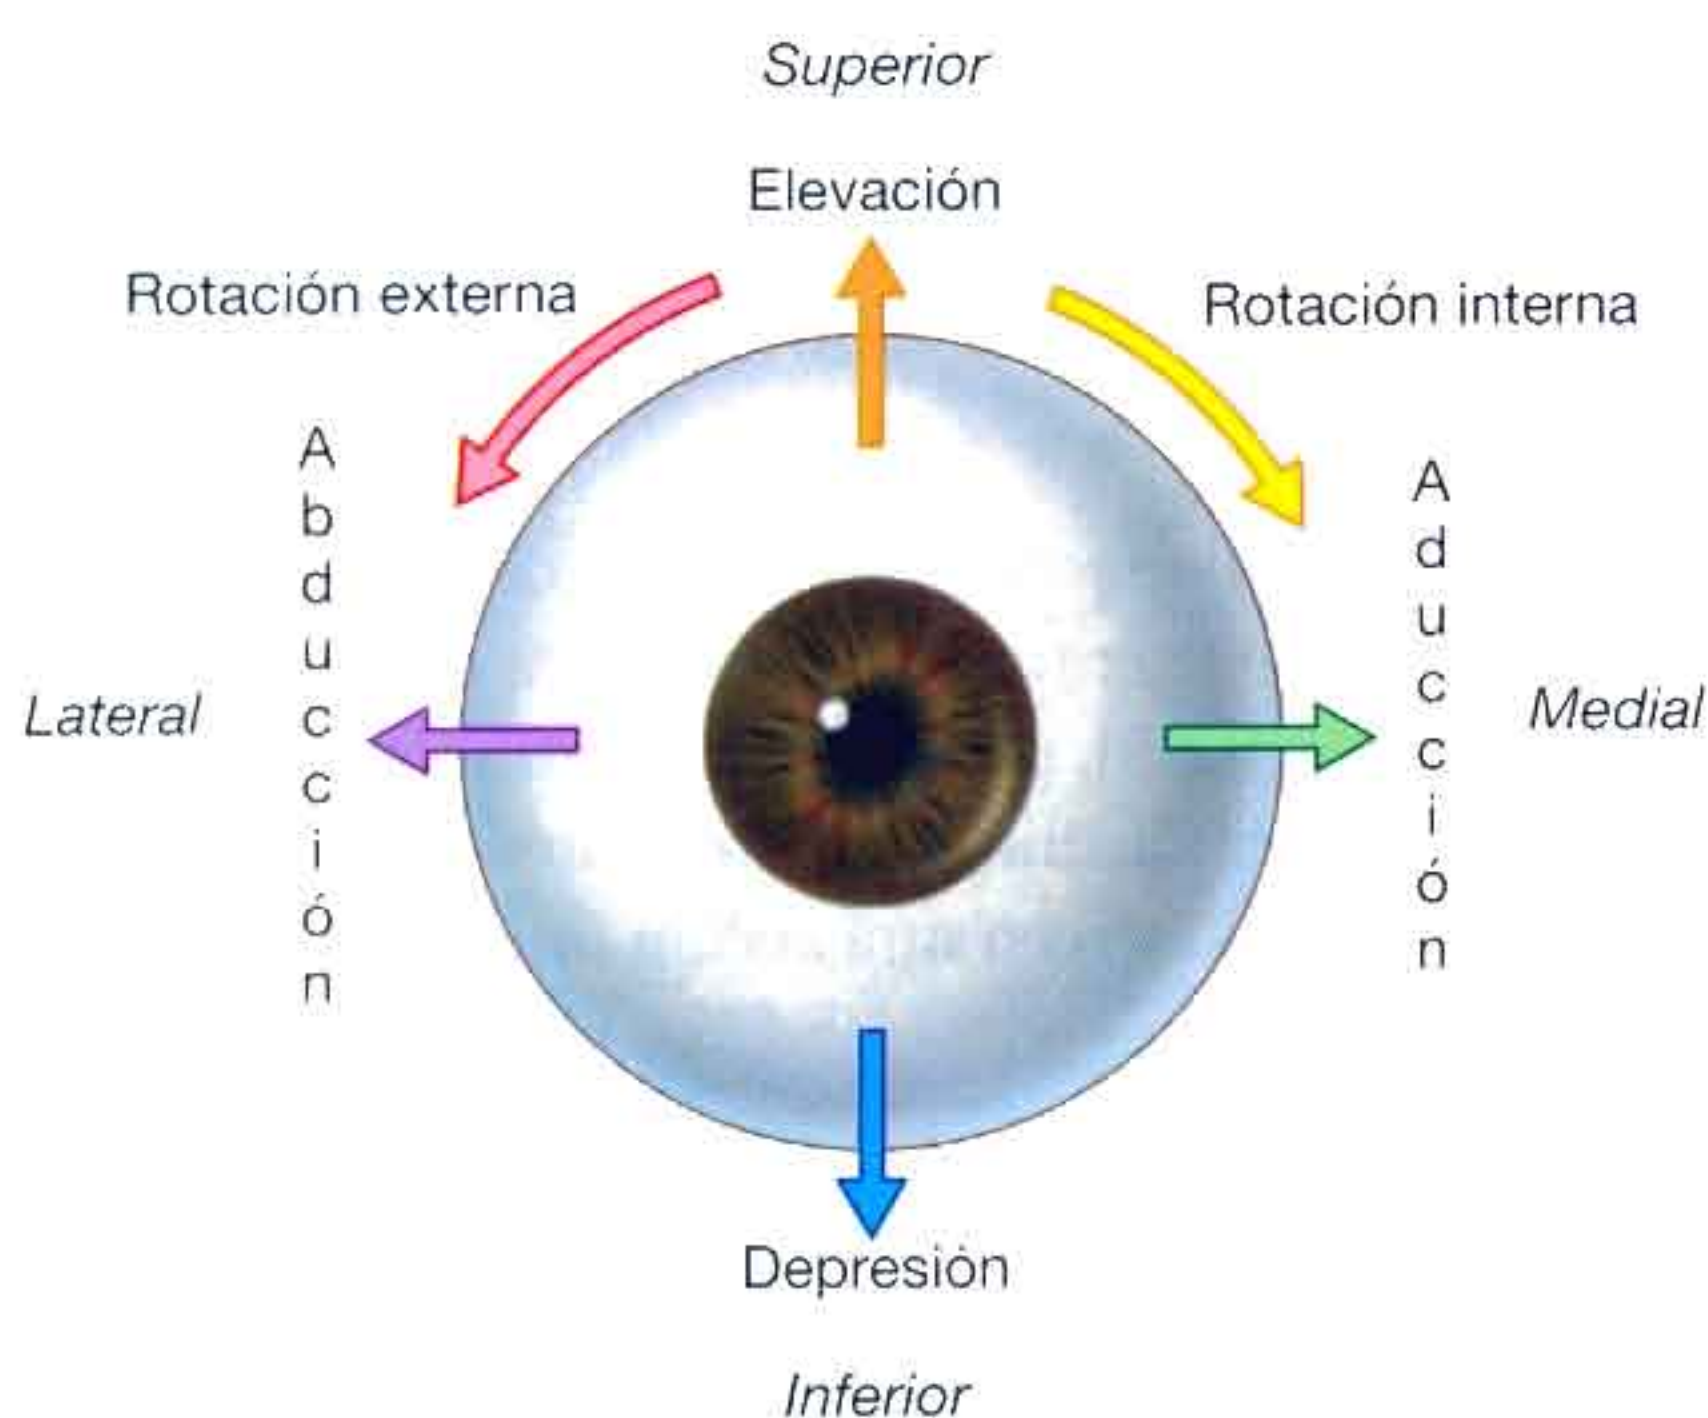 Superior
Elevación
Rotación externa
Rotación interna
Abducción
Aducción
Lateral
Medial
Depresión
Inferior